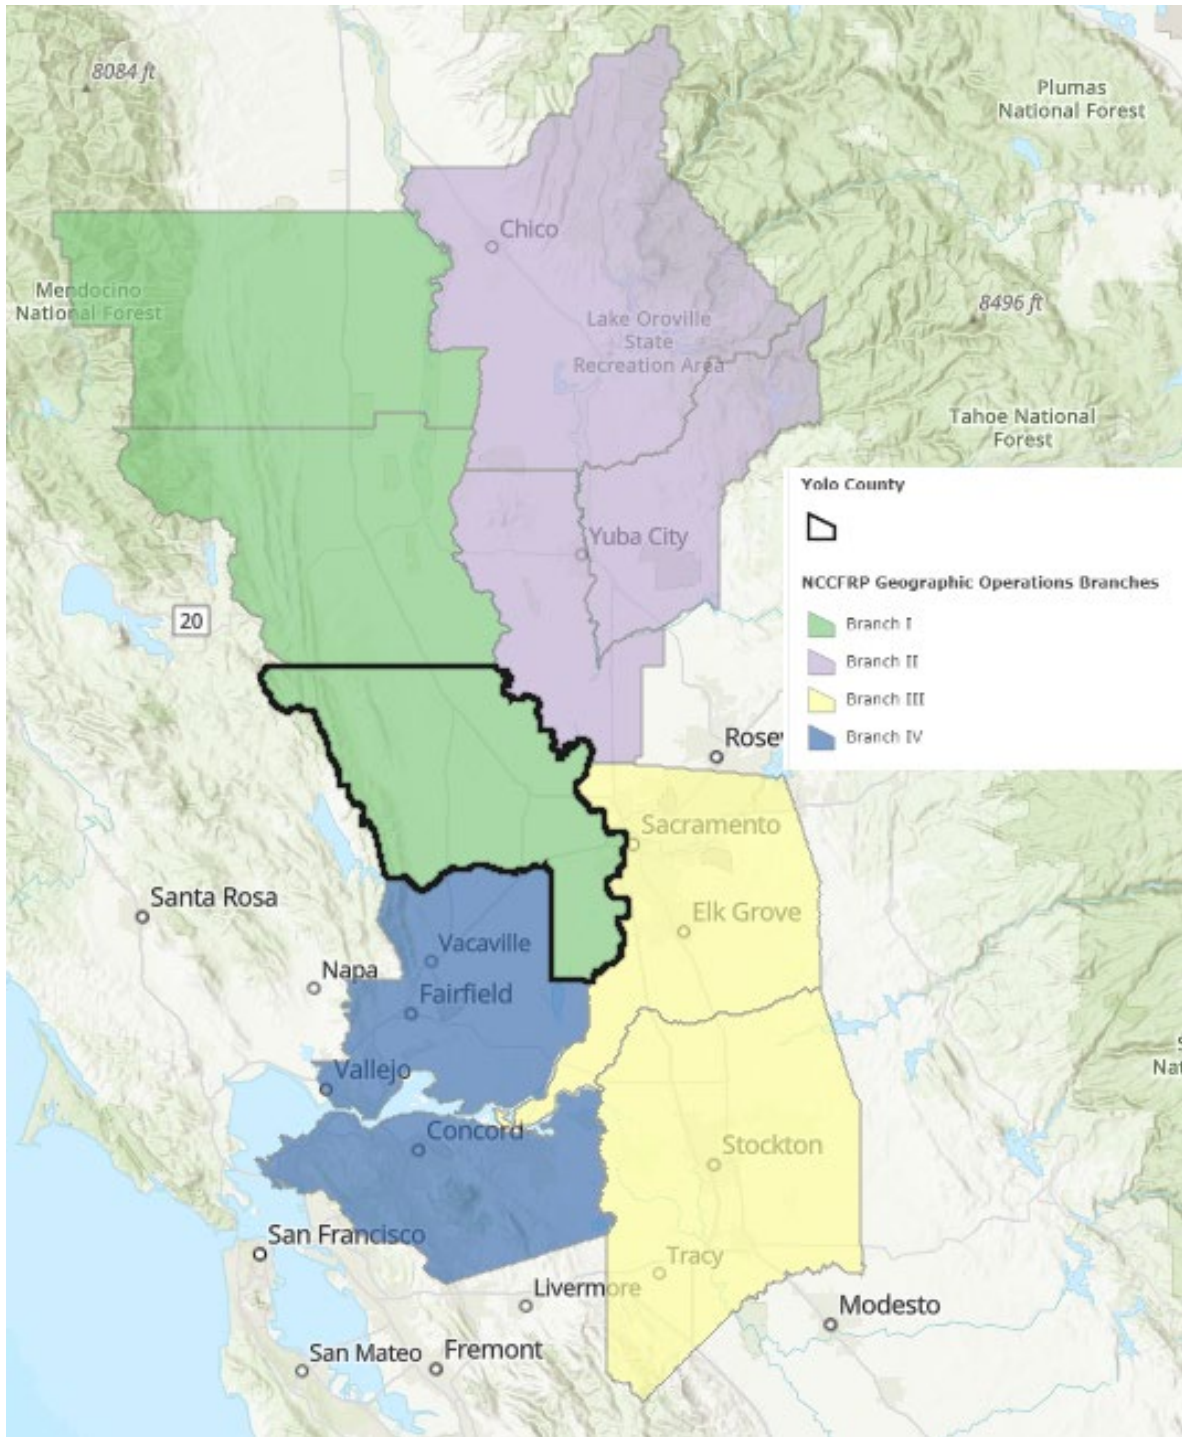 8084 ft
Plumas
National Forest
Chico
Mendocino
National Forest
8496 ft
Lake Oroville
State
Recreation Area
Tahoe National
Forest
Yolo County
Yuba City
NCCFRP Geographic Operations Branches
20
Branch I
Branch II
Branch III
Branch IV
Rose
Sacramento
Santa Rosa
Elk Grove
Vacaville
Napa
Fairfield
Vallejo
Nat
Concord
Stockton
San Francisco
Tracy
Livermore
Modesto
San Mateo
Fremont